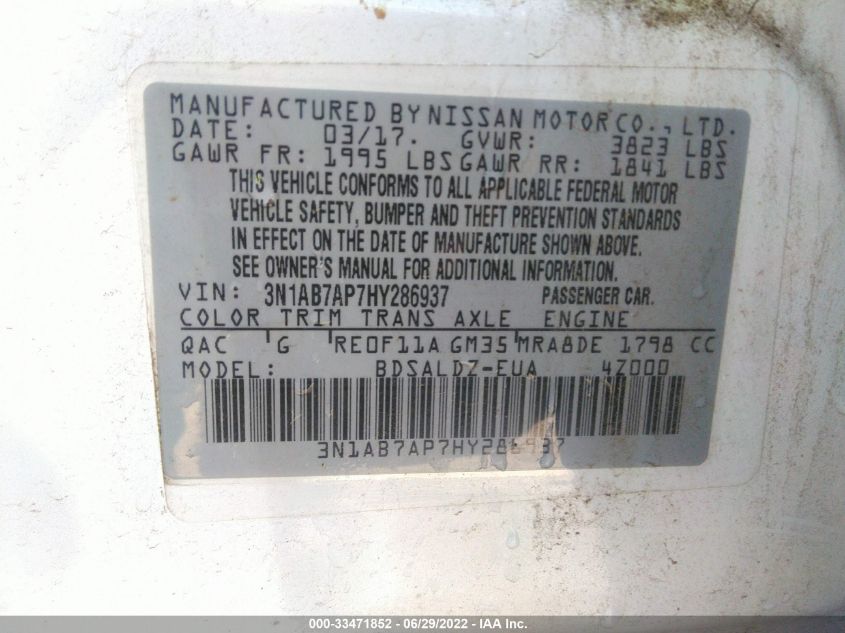 MANUFACTURED BY NISSAN MOTOR CO., LTD.
DATE: 03/17. GVWR: 3823 LBS
GAWR FR: 1995 LBS GAWR RR: 1841 LBS
THIS VEHICLE CONFORMS TO ALL APPLICABLE FEDERAL MOTOR
VEHICLE SAFETY, BUMPER AND THEFT PREVENTION STANDARDS
IN EFFECT ON THE DATE OF MANUFACTURE SHOWN ABOVE.
SEE OWNER'S MANUAL FOR ADDITIONAL INFORMATION.
VIN: 3N1AB7AP7HY286937 PASSENGER CAR.
COLOR TRIM TRANS AXLE ENGINE
QAC G RE0F11A GM35 MRA8DE 1798 CC
MODEL: BDSALDZ-EUA 4Z000
3N1AB7AP7HY286937
000-33471852 - 06/29/2022 - IAA Inc.